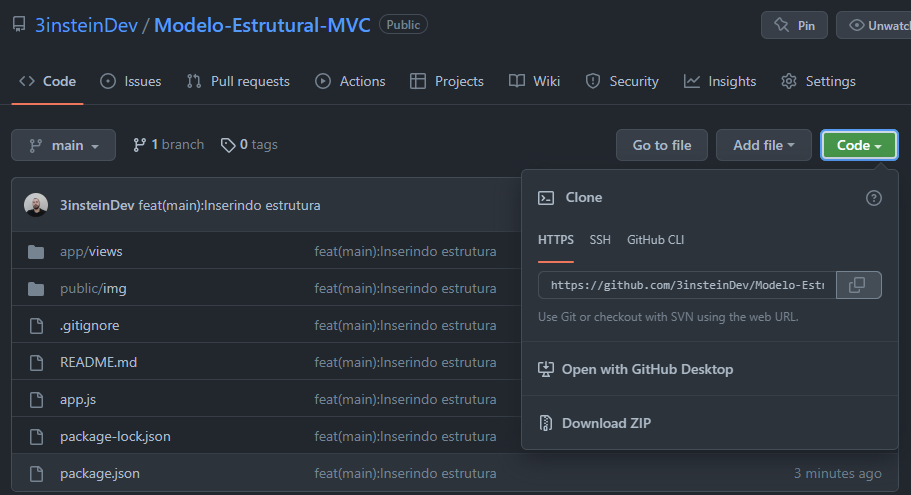 3insteinDev / Modelo-Estrutural-MVC Public Pin Unwatch
Code Issues Pull requests Actions Projects Wiki Security Insights Settings
main 1 branch 0 tags Go to file Add file Code
3insteinDev feat(main):Inserindo estrutura
app/views feat(main):Inserindo estrutura
public/img feat(main):Inserindo estrutura
.gitignore feat(main):Inserindo estrutura
README.md feat(main):Inserindo estrutura
app.js feat(main):Inserindo estrutura
package-lock.json feat(main):Inserindo estrutura
package.json feat(main):Inserindo estrutura 3 minutes ago
Clone
HTTPS SSH GitHub CLI
https://github.com/3insteinDev/Modelo-Estr
Use Git or checkout with SVN using the web URL.
Open with GitHub Desktop
Download ZIP